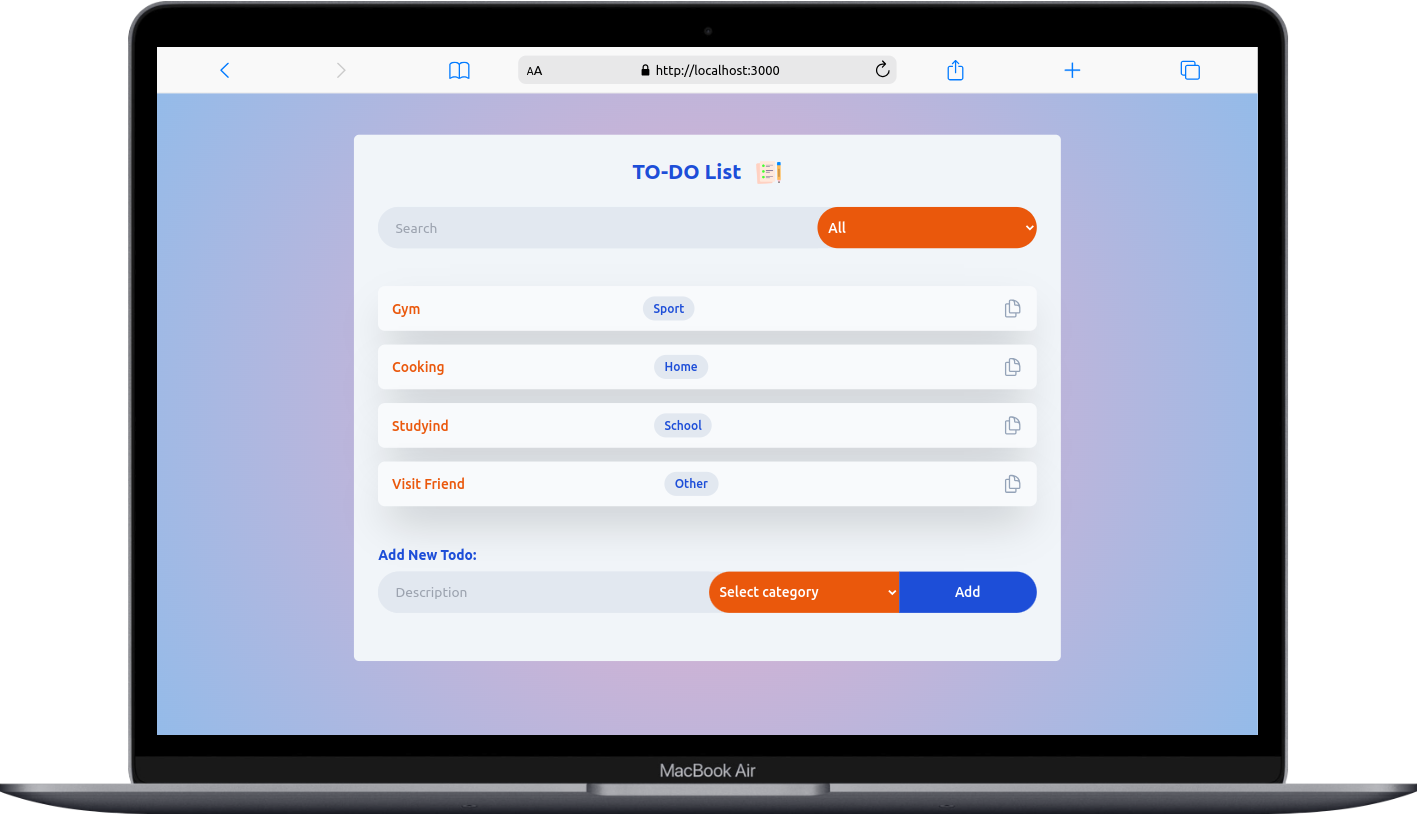 AA http://localhost:3000
TO-DO List
Search All
Gym Sport
Cooking Home
Studyind School
Visit Friend Other
Add New Todo:
Description Select category Add
MacBook Air